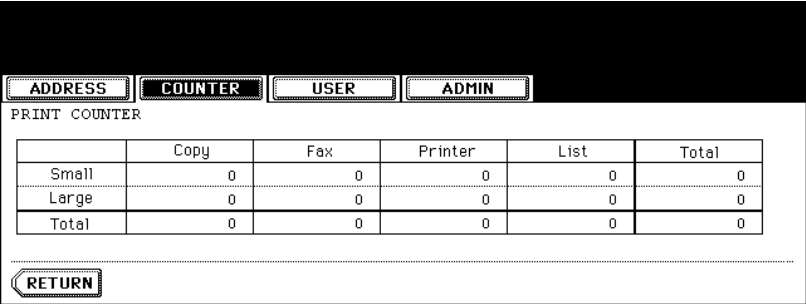 ADDRESS COUNTER USER ADMIN
PRINT COUNTER
Copy Fax Printer List Total
Small 0 0 0 0 0
Large 0 0 0 0 0
Total 0 0 0 0 0
RETURN